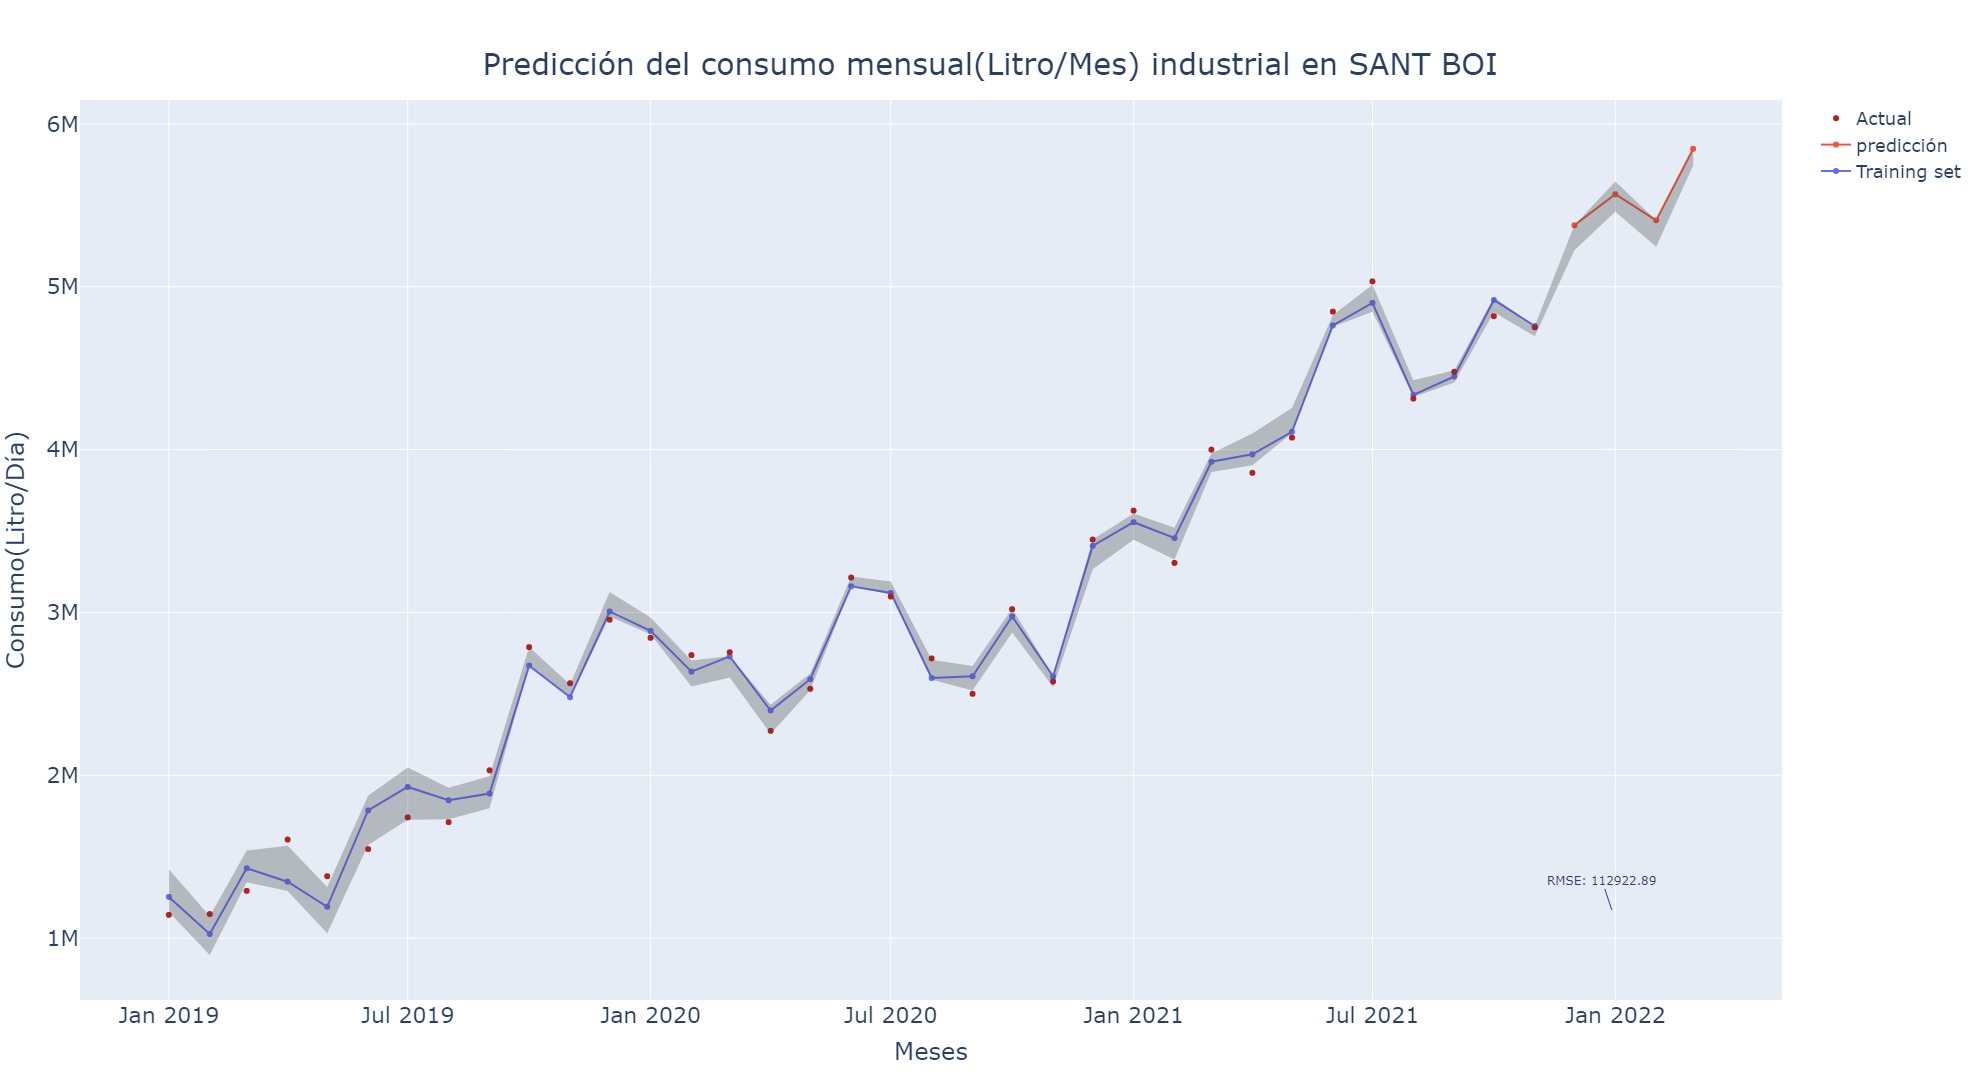 Predicción del consumo mensual(Litro/Mes) industrial en SANT BOI
Actual
predicción
Training set
6M
5M
4M
3M
2M
1M
Consumo(Litro/Día)
RMSE: 112922.89
Jan 2019
Jul 2019
Jan 2020
Jul 2020
Jan 2021
Jul 2021
Jan 2022
Meses